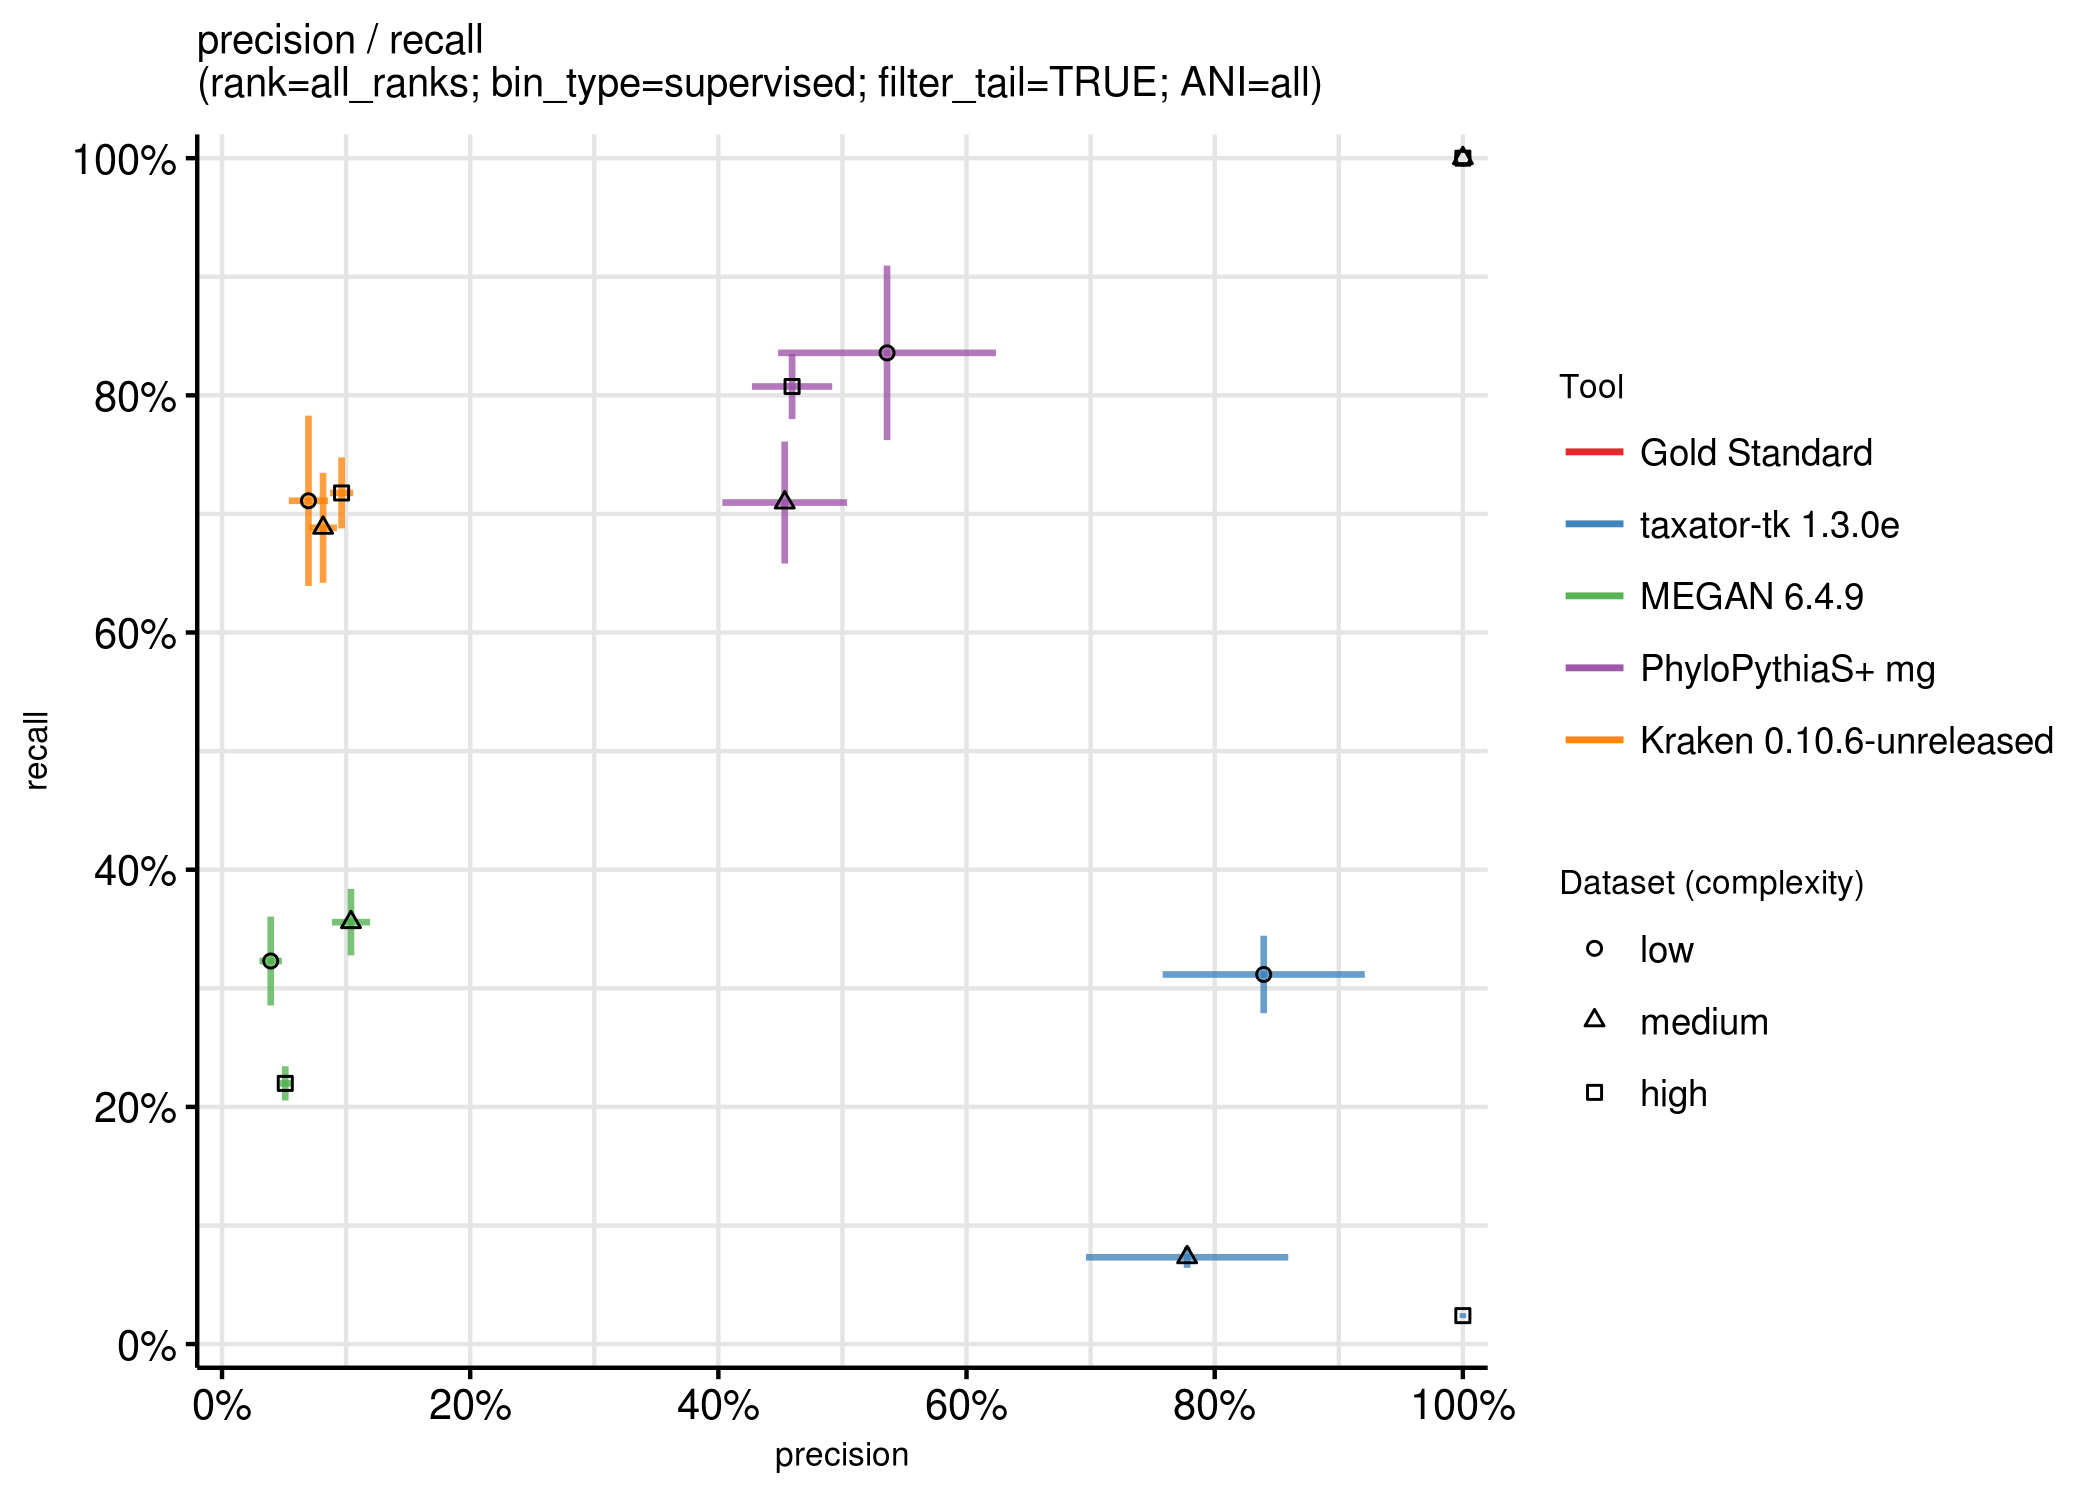 precision / recall
(rank=all_ranks; bin_type=supervised; filter_tail=TRUE; ANI=all)
100%
80%
60%
40%
20%
0%
recall
0%
20%
40%
60%
80%
100%
precision
Tool
Gold Standard
taxator-tk 1.3.0e
MEGAN 6.4.9
PhyloPythiaS+ mg
Kraken 0.10.6-unreleased
Dataset (complexity)
low
medium
high